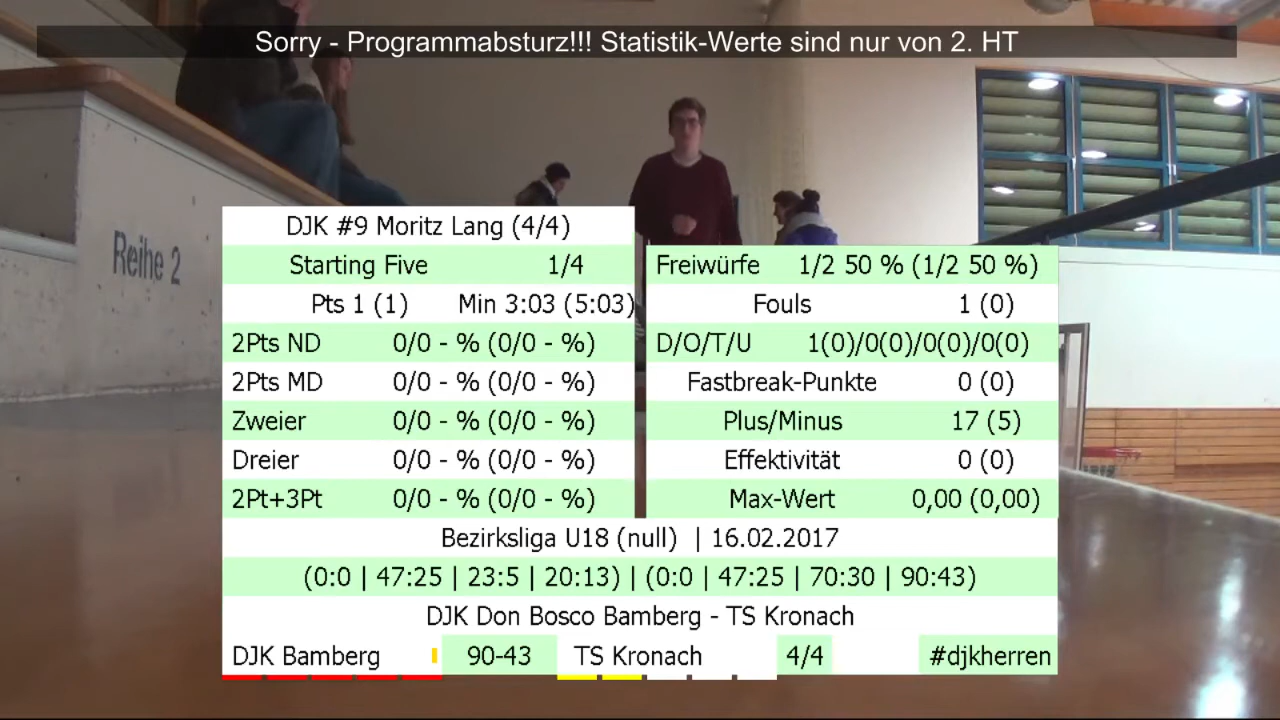 Sorry - Programmabsturz!!! Statistik-Werte sind nur von 2. HT
Reihe 2
DJK #9 Moritz Lang (4/4)
Starting Five 1/4
Pts 1 (1) Min 3:03 (5:03)
2Pts ND 0/0 - % (0/0 - %)
2Pts MD 0/0 - % (0/0 - %)
Zweier 0/0 - % (0/0 - %)
Dreier 0/0 - % (0/0 - %)
2Pt+3Pt 0/0 - % (0/0 - %)
Freiwürfe 1/2 50 % (1/2 50 %)
Fouls 1 (0)
D/O/T/U 1(0)/0(0)/0(0)/0(0)
Fastbreak-Punkte 0 (0)
Plus/Minus 17 (5)
Effektivität 0 (0)
Max-Wert 0,00 (0,00)
Bezirksliga U18 (null) | 16.02.2017
(0:0 | 47:25 | 23:5 | 20:13) | (0:0 | 47:25 | 70:30 | 90:43)
DJK Don Bosco Bamberg - TS Kronach
DJK Bamberg 90-43 TS Kronach 4/4 #djkherren